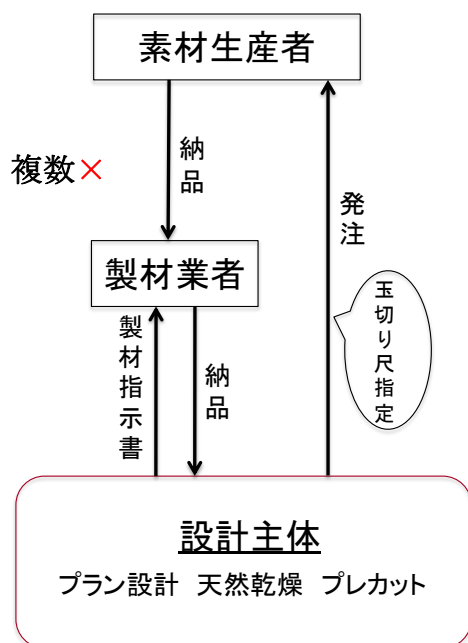 素材生産者
納品
複数×
発注
製材業者
玉切り尺指定
製材指示書
納品
設計主体
プラン設計 天然乾燥 プレカット